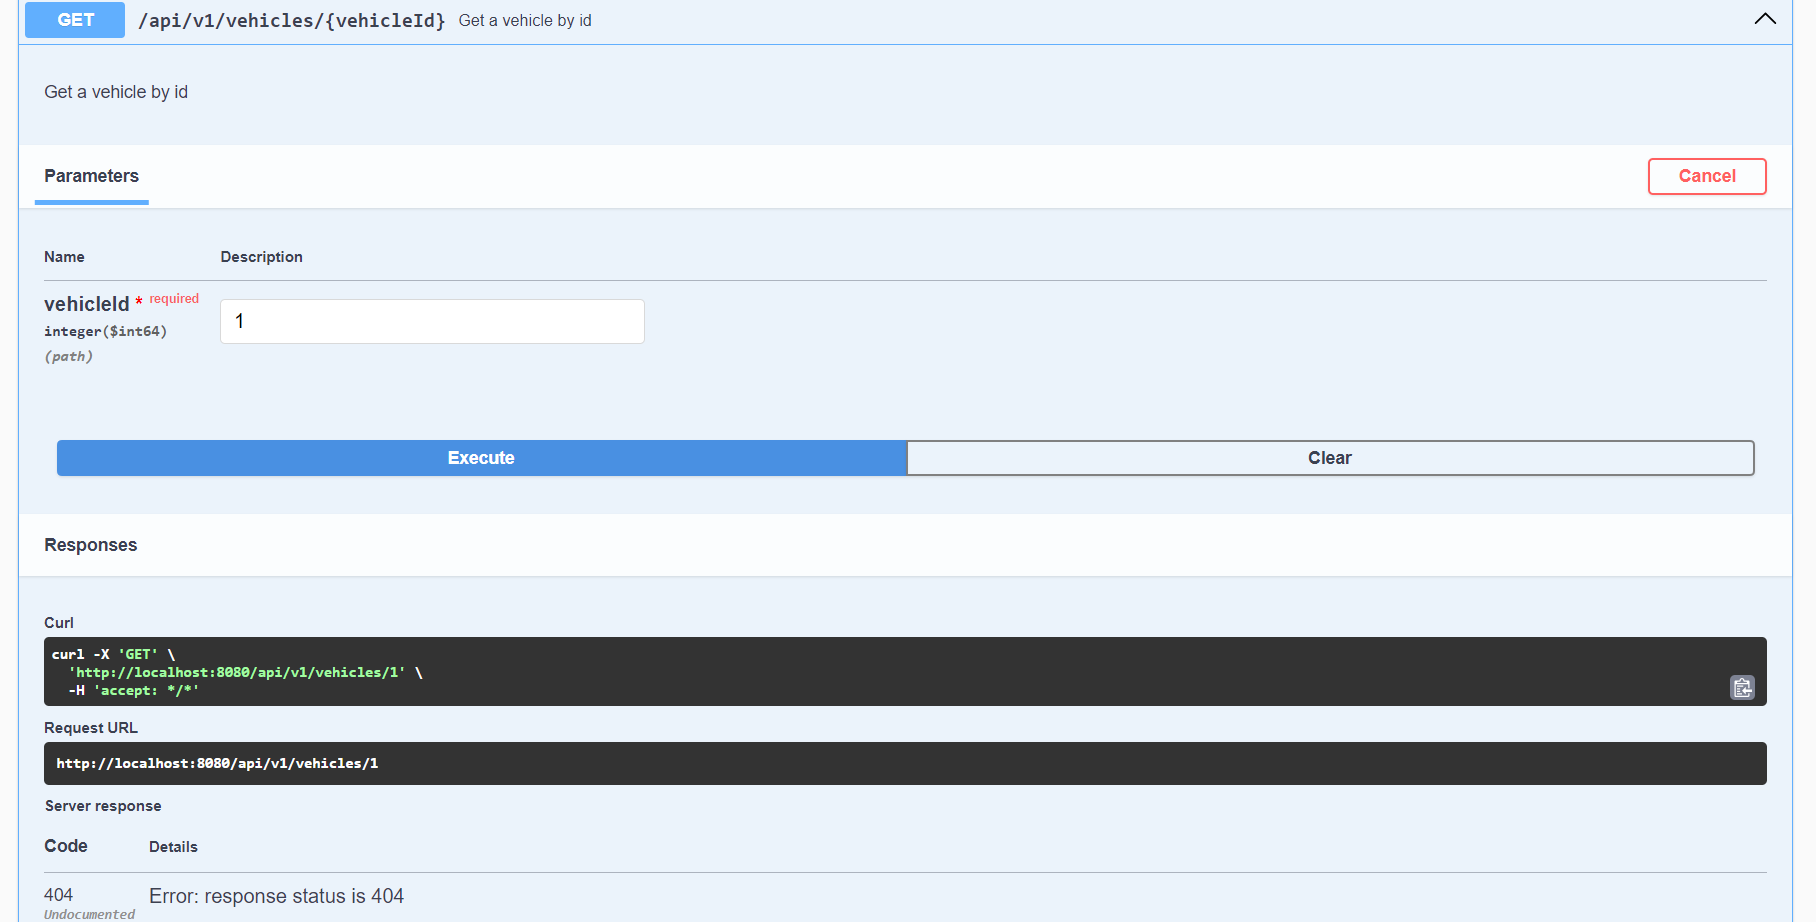 GET /api/v1/vehicles/{vehicleId} Get a vehicle by id
Get a vehicle by id
Parameters
Cancel
Name Description
vehicleId * required
integer($int64)
(path)
1
Execute Clear
Responses
Curl
curl -X 'GET' \
'http://localhost:8080/api/v1/vehicles/1' \
-H 'accept: */*'
Request URL
http://localhost:8080/api/v1/vehicles/1
Server response
Code Details
404 Error: response status is 404
Undocumented